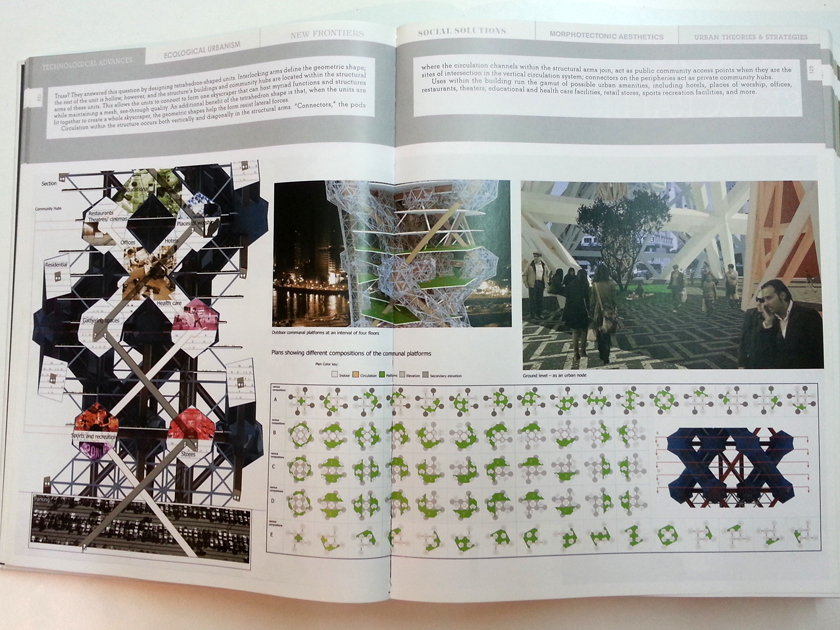 TECHNOLOGICAL ADVANCES
ECOLOGICAL URBANISM
NEW FRONTIERS
SOCIAL SOLUTIONS
MORPHOTECTONIC AESTHETICS
URBAN THEORIES & STRATEGIES
Truss? They answered this question by designing tetrahedron-shaped units. Interlocking arms define the geometric shape;
the rest of the unit is hollow, however, and the structure's buildings and community hubs are located within the structural
arms of these units. This allows the units to connect to form one skyscraper that can host myriad functions and structures
while maintaining a mesh, see-through quality. An additional benefit of the tetrahedron shape is that, when the units are
fit together to create a whole skyscraper, the geometric shapes help the form resist lateral forces.
Circulation within the structure occurs both vertically and diagonally in the structural arms. "Connectors," the pods
where the circulation channels within the structural arms join, act as public community access points when they are the
sites of intersection in the vertical circulation system; connectors on the peripheries act as private community hubs.
Uses within the building run the gamut of possible urban amenities, including hotels, places of worship, offices,
restaurants, theaters, educational and health care facilities, retail stores, sports recreation facilities, and more.
Section
Community Hubs
Restaurants
Theatres/ cinemas
Offices
Residential
Health care
Sports and recreation
Stores
Outdoor communal platforms at an interval of four floors
Ground level – as an urban node
Plans showing different compositions of the communal platforms
Indoor
Circulation
Platform
Elevation
Secondary elevation
A
B
C
D
E